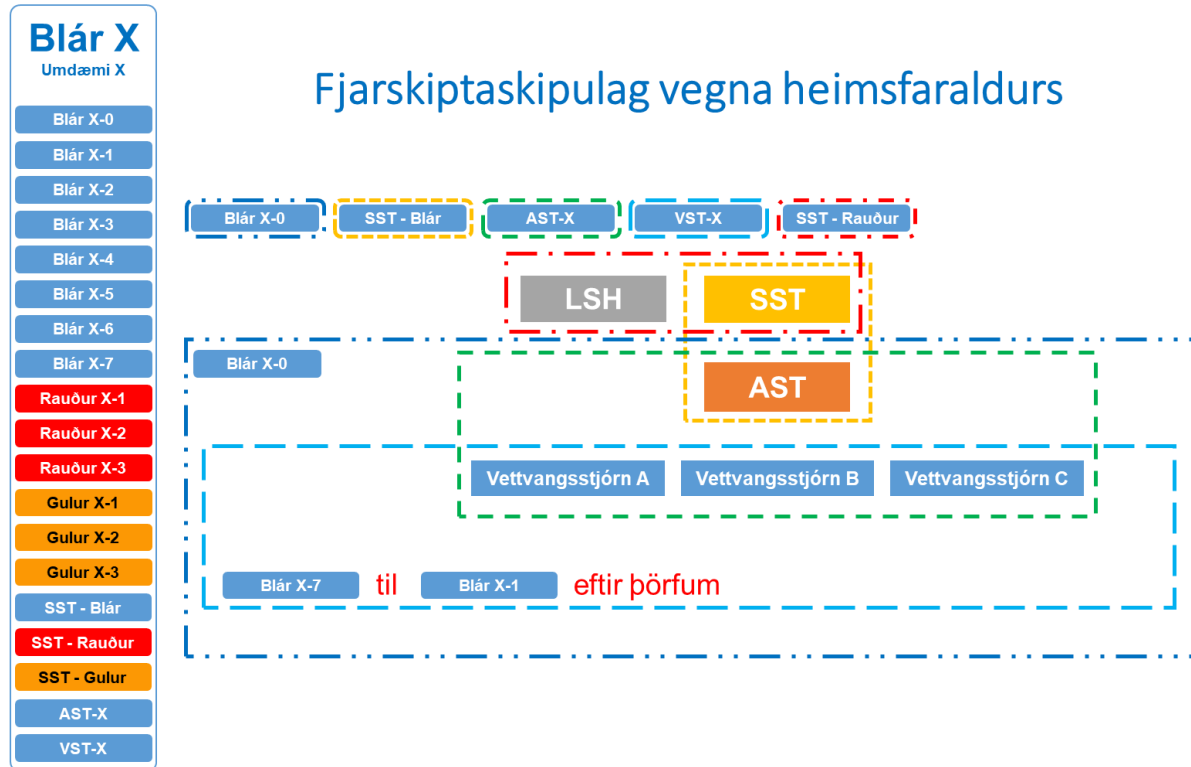 Blár X
Umdæmi X
Blár X-0
Blár X-1
Blár X-2
Blár X-3
Blár X-4
Blár X-5
Blár X-6
Blár X-7
Rauður X-1
Rauður X-2
Rauður X-3
Gulur X-1
Gulur X-2
Gulur X-3
SST - Blár
SST - Rauður
SST - Gulur
AST-X
VST-X
Fjarskiptaskipulag vegna heimsfaraldurs
Blár X-0 SST - Blár AST-X VST-X SST - Rauður
LSH SST
Blár X-0
AST
Vettvangsstjórn A Vettvangsstjórn B Vettvangsstjórn C
Blár X-7 til Blár X-1 eftir þörfum